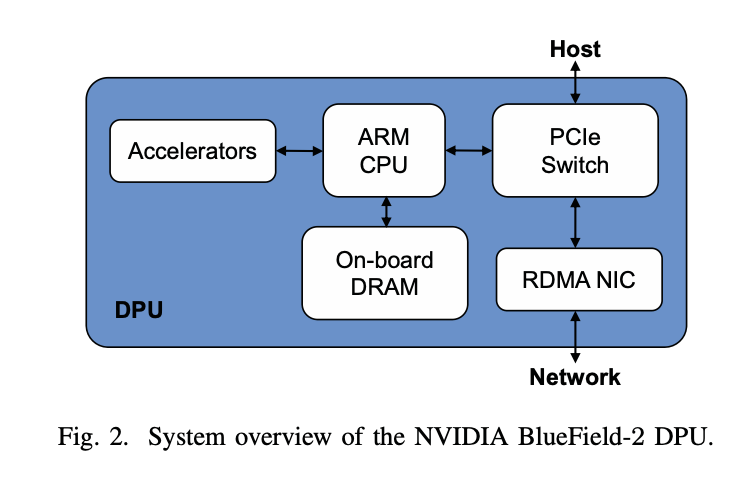 Host
Accelerators
ARM
CPU
PCIe
Switch
On-board
DRAM
RDMA NIC
DPU
Network
Fig. 2. System overview of the NVIDIA BlueField-2 DPU.